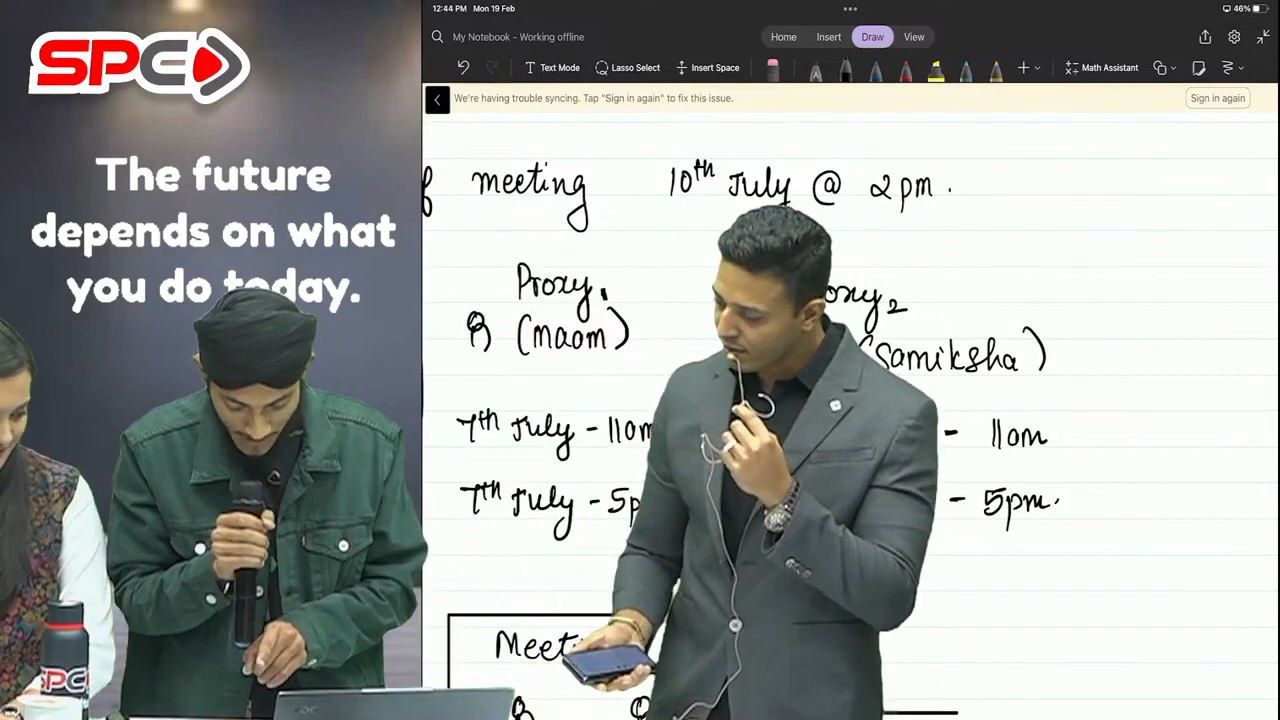 12:44 PM Mon 19 Feb
46%
My Notebook - Working offline
Home Insert Draw View
Text Mode Lasso Select Insert Space Math Assistant
We're having trouble syncing. Tap "Sign in again" to fix this issue.
Sign in again
SPC
The future
depends on what
you do today.
f meeting 10th July @ 2pm.
Proxy1 oxy2
(maam) (Samiksha)
7th July - 11am - 11am
7th July - 5p - 5pm.
Meeti
SPC